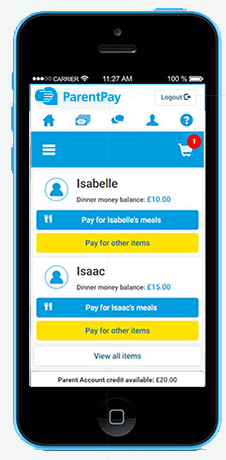 CARRIER 11:27 AM 100 %
ParentPay Logout
?
1
Isabelle
Dinner money balance: £10.00
Pay for Isabelle's meals
Pay for other items
Isaac
Dinner money balance: £15.00
Pay for Isaac's meals
Pay for other items
View all items
Parent Account credit available: £20.00